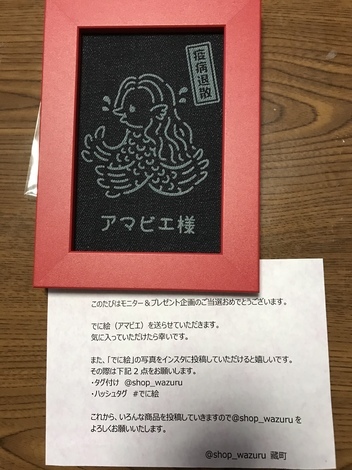 疫病退散
アマビエ様
このたびはモニター&プレゼント企画のご当選おめでとうございます。
でに絵（アマビエ）を送らせていただきます。
気に入っていただけたら幸いです。
また、「でに絵」の写真をインスタに投稿していただけると嬉しいです。
その際は下記２点をお願いします。
・タグ付け　@shop_wazuru
・ハッシュタグ　#でに絵
これから、いろんな商品を投稿していきますので@shop_wazuru を
よろしくお願いいたします。
@shop_wazuru 蔵町